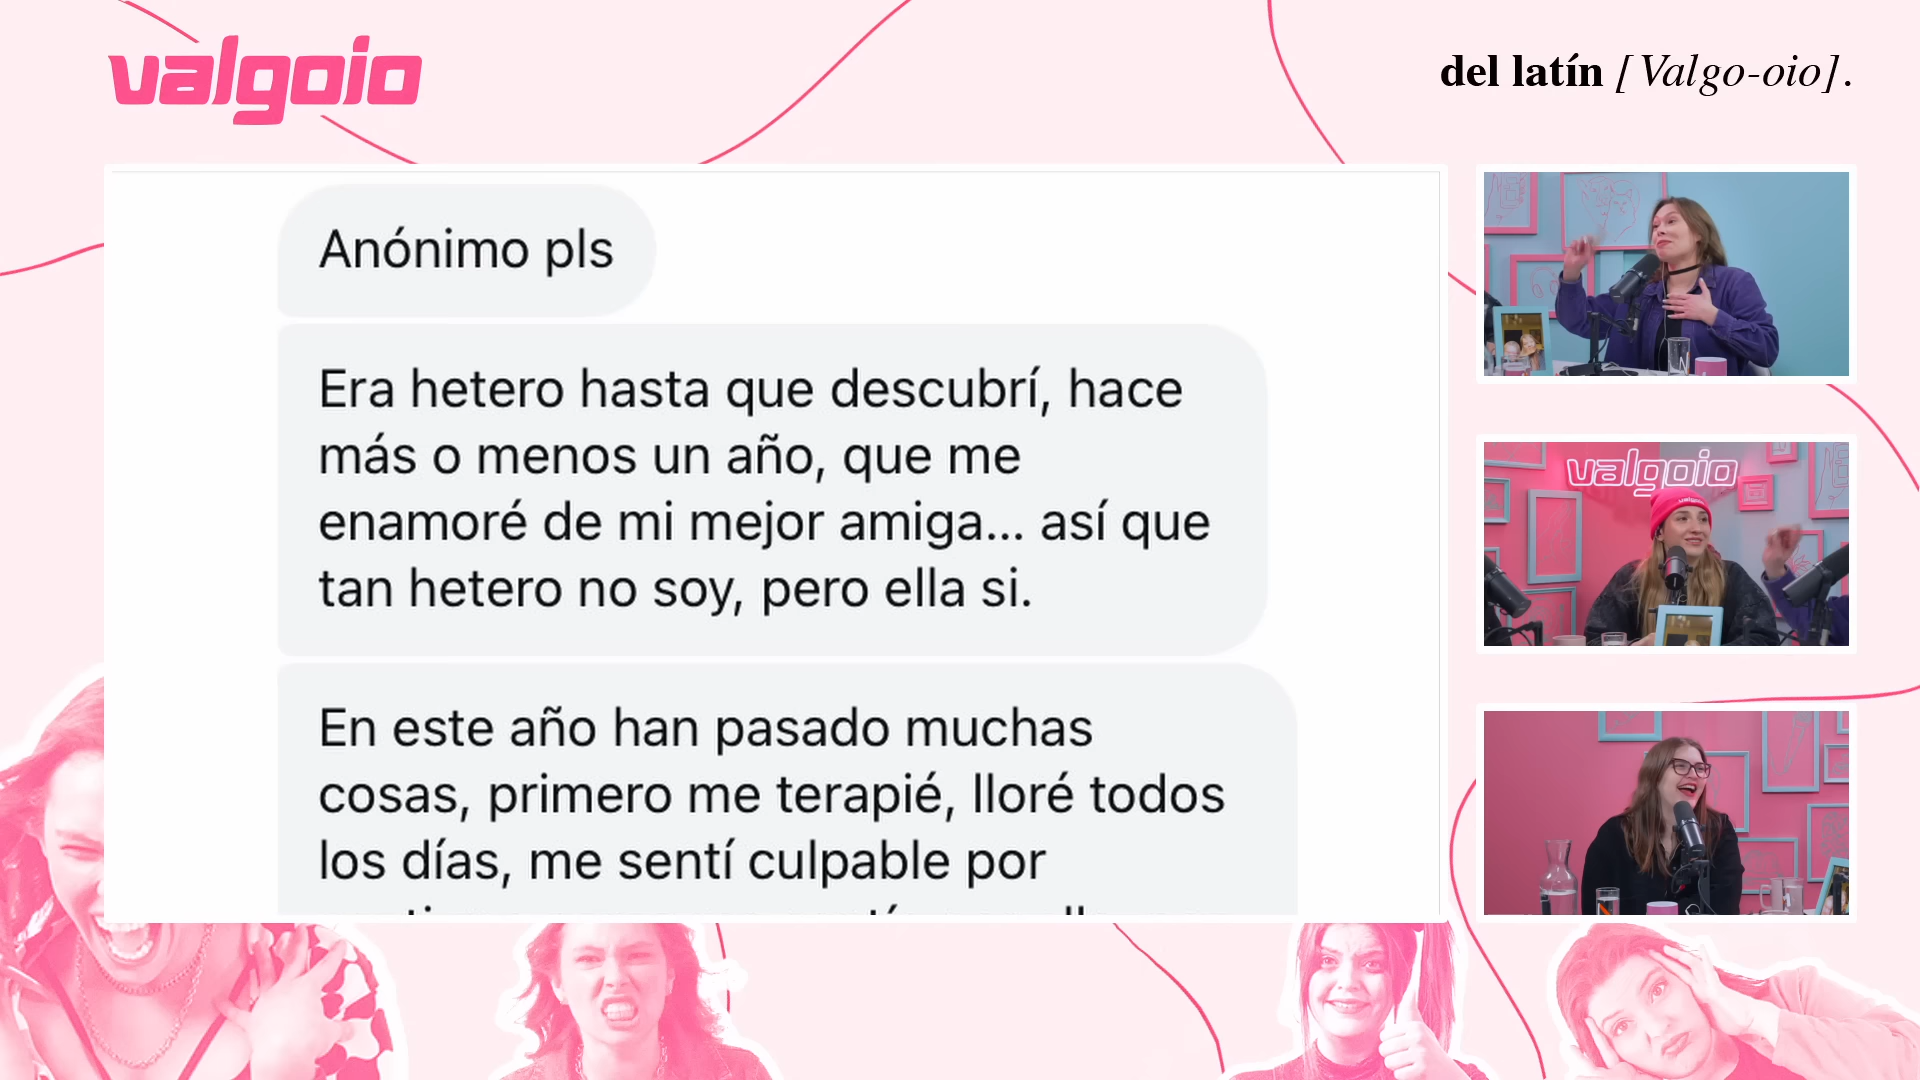 valgoio
del latín [Valgo-oio].
Anónimo pls
Era hetero hasta que descubrí, hace
más o menos un año, que me
enamoré de mi mejor amiga... así que
tan hetero no soy, pero ella si.
En este año han pasado muchas
cosas, primero me terapié, lloré todos
los días, me sentí culpable por
valgoio